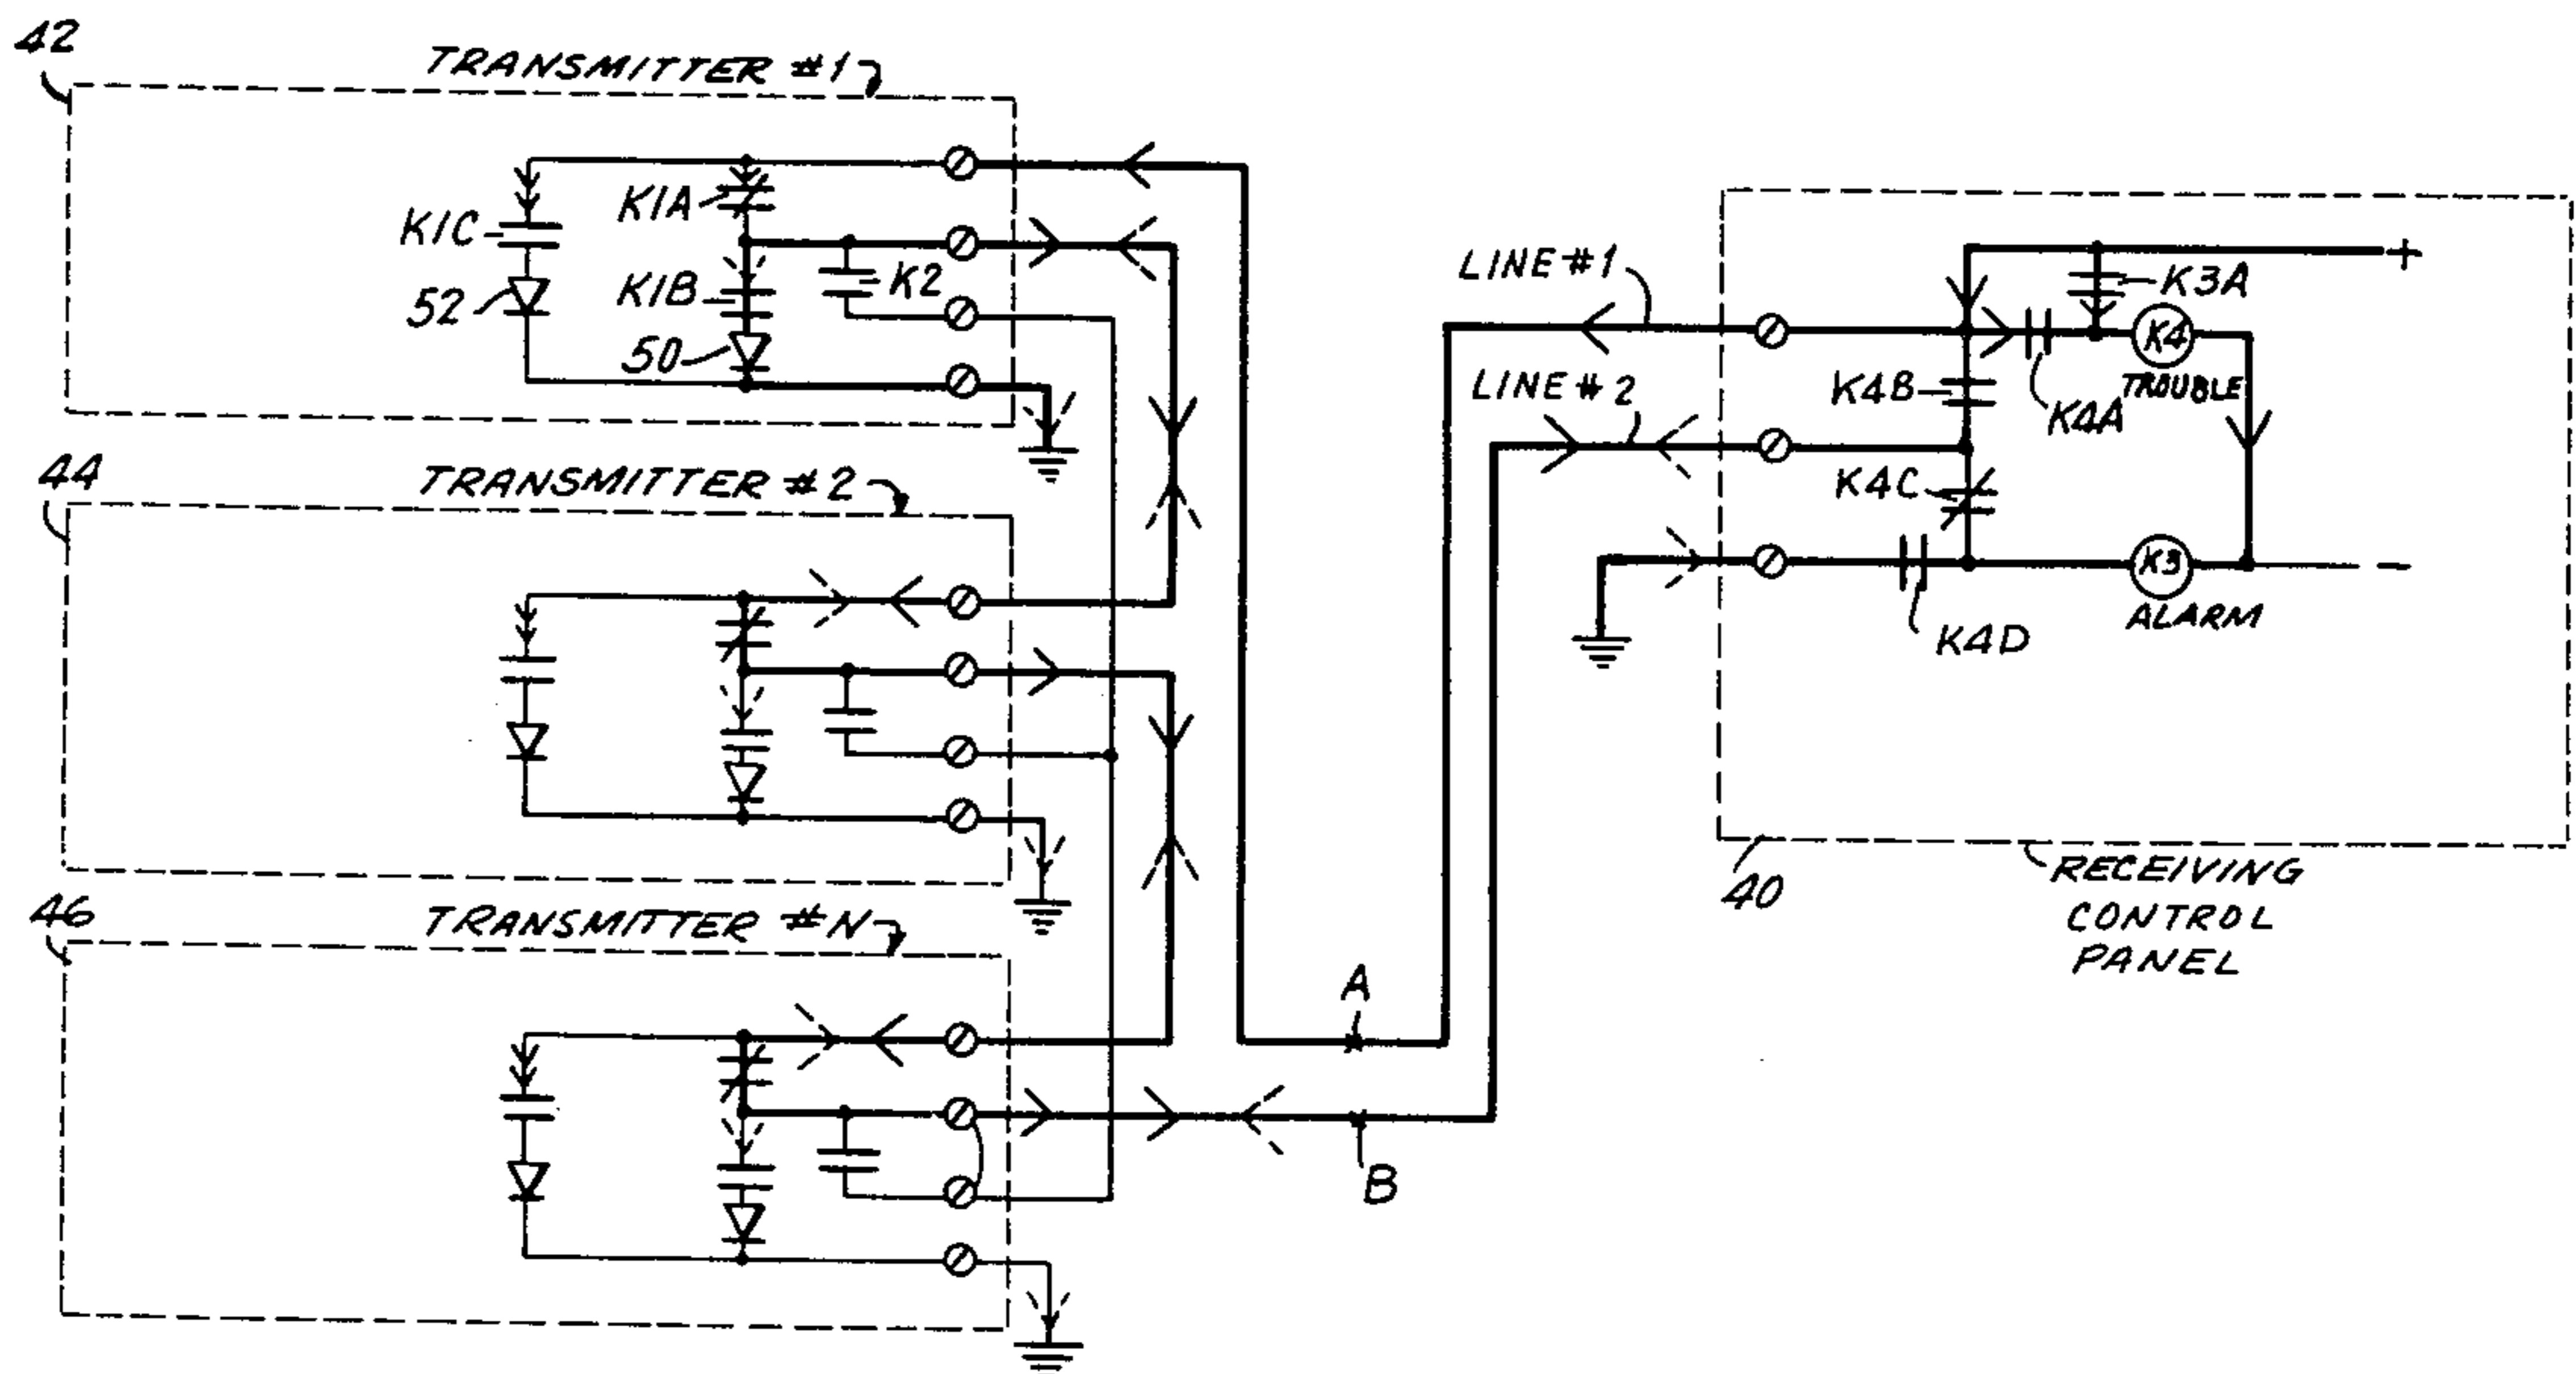 42
TRANSMITTER #1
K1C
K1A
K1B
K2
52
50
44
TRANSMITTER #2
46
TRANSMITTER #N
A
B
LINE #1
LINE #2
+
K3A
K4
TROUBLE
K4B
K4A
K4C
K3
-
ALARM
K4D
40
RECEIVING
CONTROL
PANEL